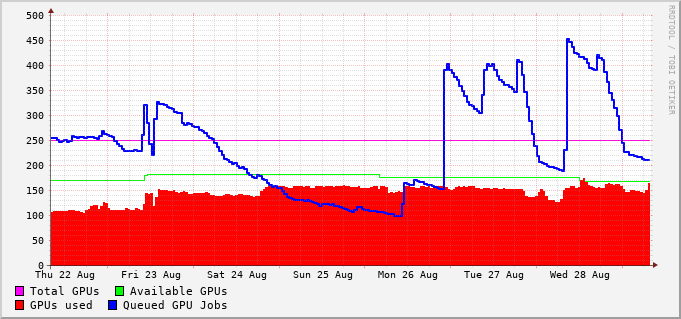 500
450
400
350
300
250
200
150
100
50
0
Thu 22 Aug Fri 23 Aug Sat 24 Aug Sun 25 Aug Mon 26 Aug Tue 27 Aug Wed 28 Aug
Total GPUs Available GPUs
GPUs used Queued GPU Jobs
RRDTOOL / TOBI OETIKER